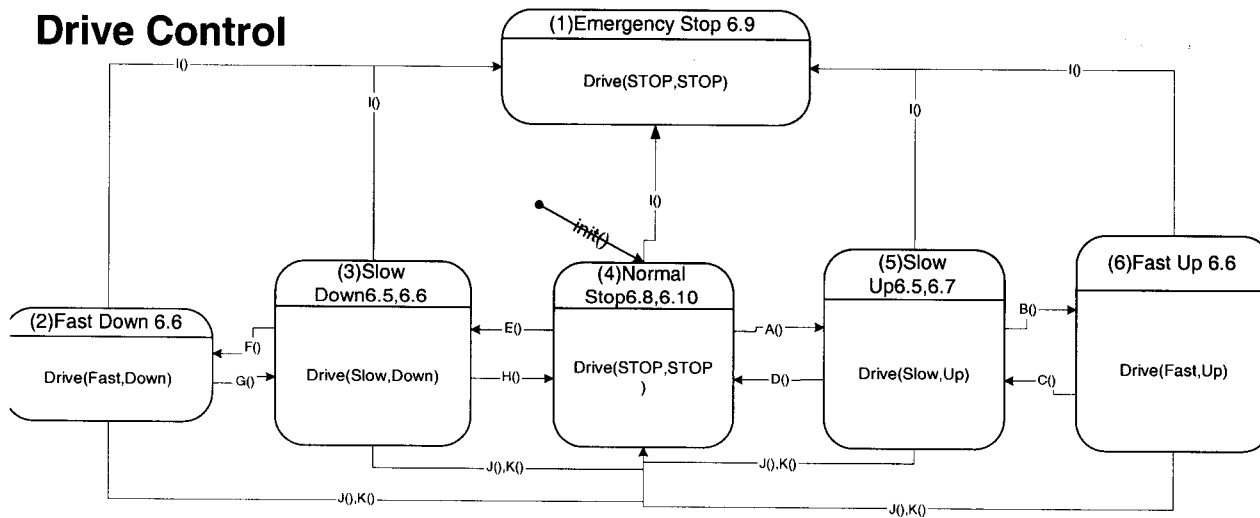 Drive Control
(1)Emergency Stop 6.9
Drive(STOP,STOP)
I()
I()
I()
I()
I()
init()
(2)Fast Down 6.6
Drive(Fast,Down)
(3)Slow
Down6.5,6.6
Drive(Slow,Down)
(4)Normal
Stop6.8,6.10
Drive(STOP,STOP
)
(5)Slow
Up6.5,6.7
Drive(Slow,Up)
(6)Fast Up 6.6
Drive(Fast,Up)
F()
G()
E()
H()
A()
D()
B()
C()
J(),K()
J(),K()
J(),K()
J(),K()